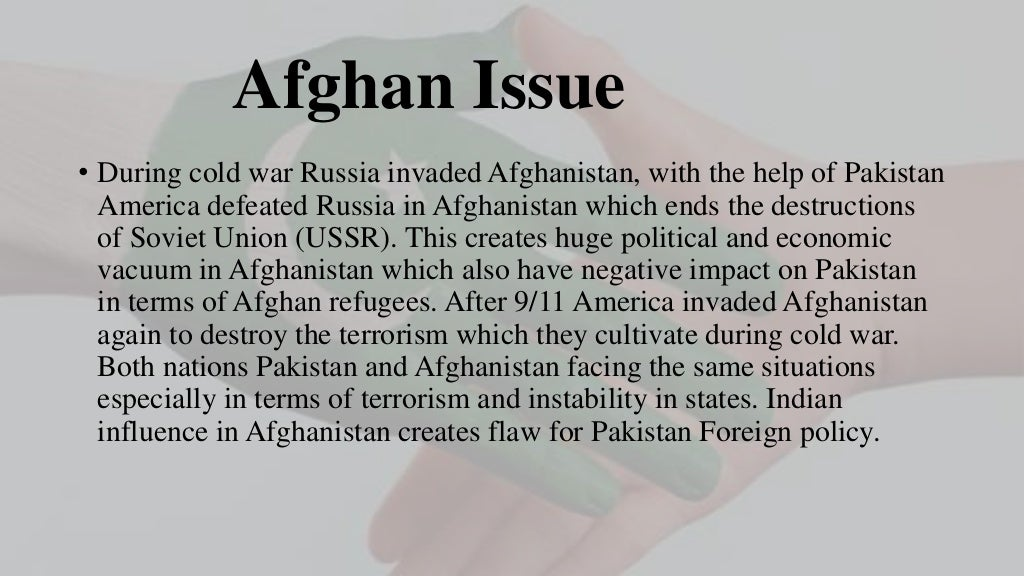 Afghan Issue
• During cold war Russia invaded Afghanistan, with the help of Pakistan
America defeated Russia in Afghanistan which ends the destructions
of Soviet Union (USSR). This creates huge political and economic
vacuum in Afghanistan which also have negative impact on Pakistan
in terms of Afghan refugees. After 9/11 America invaded Afghanistan
again to destroy the terrorism which they cultivate during cold war.
Both nations Pakistan and Afghanistan facing the same situations
especially in terms of terrorism and instability in states. Indian
influence in Afghanistan creates flaw for Pakistan Foreign policy.